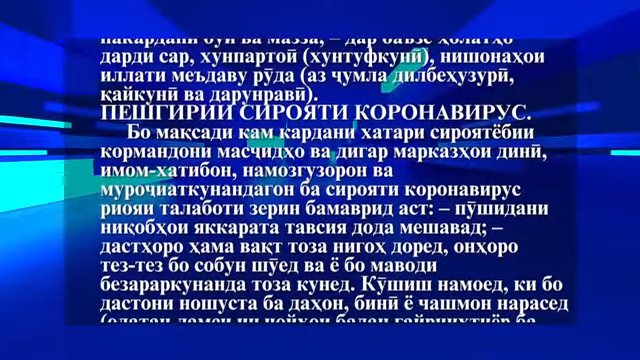 накардани бӯй ва мазза, – дар баъзе ҳолатҳо
дарди сар, хунпартоӣ (хунтуфкунӣ), нишонаҳои
иллати меъдаву рӯда (аз ҷумла дилбеҳузурӣ,
қайкунӣ ва дарунравӣ).
ПЕШГИРИИ СИРОЯТИ КОРОНАВИРУС.
Бо мақсади кам кардани хатари сироятёбии
кормандони масҷидҳо ва дигар марказҳои динӣ,
имом-хатибон, намозгузорон ва
муроҷиаткунандагон ба сирояти коронавирус
риояи талаботи зерин бамаврид аст: – пӯшидани
ниқобҳои яккарата тавсия дода мешавад; –
дастҳоро ҳама вақт тоза нигоҳ доред, онҳоро
тез-тез бо собун шӯед ва ё бо маводи
безараркунанда тоза кунед. Кӯшиш намоед, ки бо
дастони ношуста ба даҳон, бинӣ ё чашмон нарасед